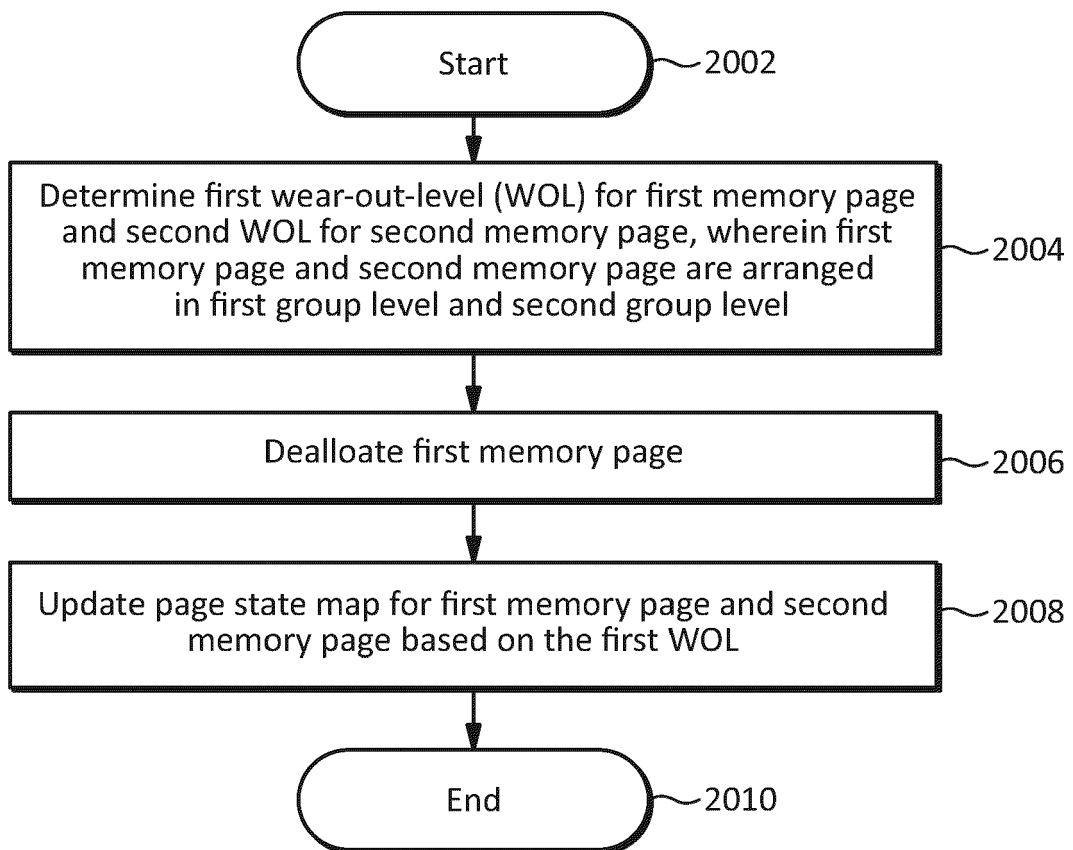 Start
2002
Determine first wear-out-level (WOL) for first memory page
and second WOL for second memory page, wherein first
memory page and second memory page are arranged
in first group level and second group level
2004
Dealloate first memory page
2006
Update page state map for first memory page and second
memory page based on the first WOL
2008
End
2010